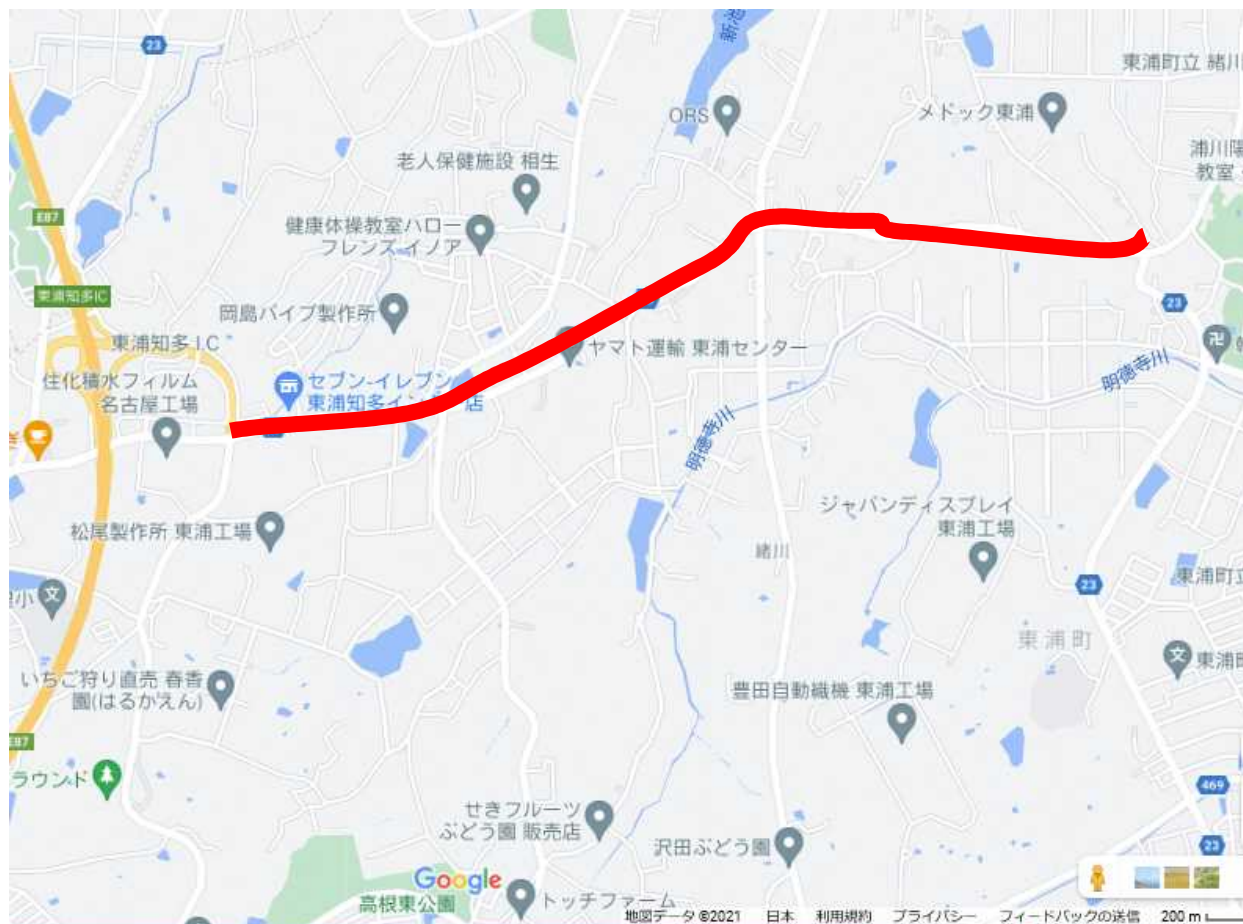 23
新池
東浦町立 緒川
ORS
メドック東浦
老人保健施設 相生
浦川陽
教室
E87
健康体操教室ハロー
フレンズ イノア
東浦知多IC
岡島パイプ製作所
23
東浦知多 I.C
ヤマト運輸 東浦センター
住化積水フィルム
名古屋工場
セブン-イレブン
東浦知多イン
店
明徳寺川
明徳寺川
ジャパンディスプレイ
東浦工場
松尾製作所 東浦工場
緒川
23
東浦町立
小
東浦町
東浦町
いちご狩り直売 春香
園(はるかえん)
豊田自動織機 東浦工場
E87
ラウンド
469
せきフルーツ
ぶどう園 販売店
沢田ぶどう園
23
Google
高根東公園
トッチファーム
地図データ ©2021 日本 利用規約 プライバシー フィードバックの送信 200 m